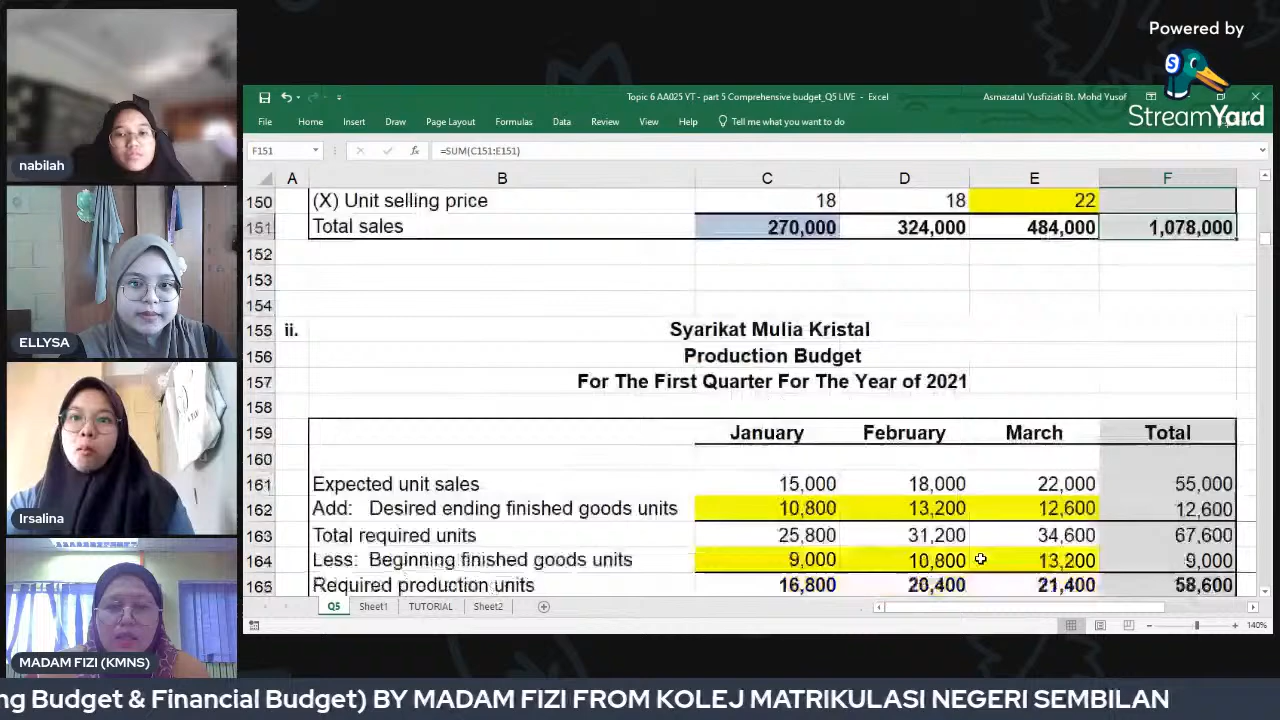 Powered by
StreamYard
nabilah
ELLYSA
Irsalina
MADAM FIZI (KMNS)
Topic 6 AA025 YT - part 5 Comprehensive budget_Q5 LIVE - Excel
Asmazatul Yusfiziati Bt. Mohd Yusof
File Home Insert Draw Page Layout Formulas Data Review View Help Tell me what you want to do
F151 fx =SUM(C151:E151)
A B C D E F
150 (X) Unit selling price 18 18 22
151 Total sales 270,000 324,000 484,000 1,078,000
152
153
154
155 ii. Syarikat Mulia Kristal
156 Production Budget
157 For The First Quarter For The Year of 2021
158
159 January February March Total
160
161 Expected unit sales 15,000 18,000 22,000 55,000
162 Add: Desired ending finished goods units 10,800 13,200 12,600 12,600
163 Total required units 25,800 31,200 34,600 67,600
164 Less: Beginning finished goods units 9,000 10,800 13,200 9,000
165 Required production units 16,800 20,400 21,400 58,600
Q5 Sheet1 TUTORIAL Sheet2
140%
ng Budget & Financial Budget) BY MADAM FIZI FROM KOLEJ MATRIKULASI NEGERI SEMBILAN